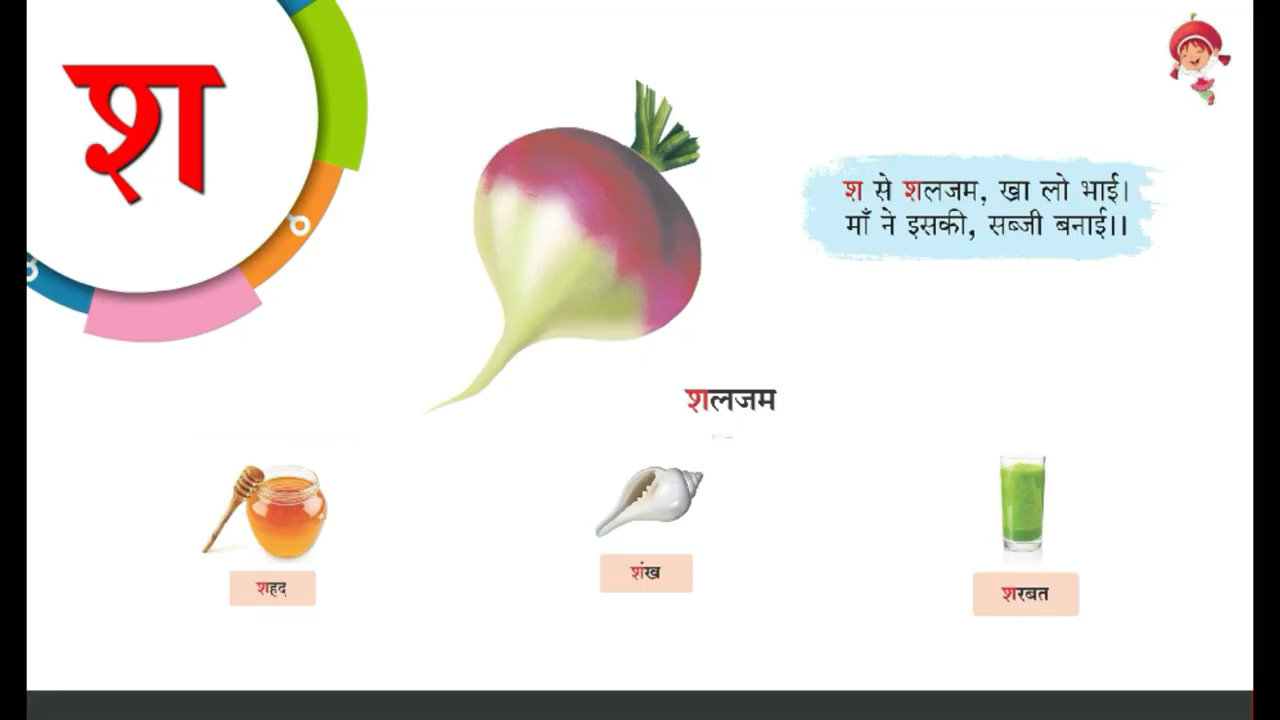 श
श से शलजम, खा लो भाई।
माँ ने इसकी, सब्जी बनाई।।
शलजम
शहद
शंख
शरबत